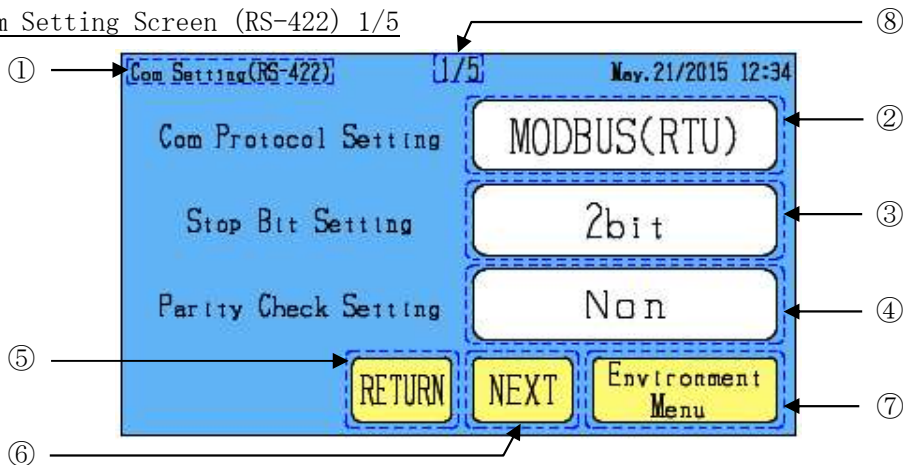 m Setting Screen (RS-422) 1/5
⑧
① Com Setting(RS-422) 1/5 May.21/2015 12:34
Com Protocol Setting MODBUS(RTU) ②
Stop Bit Setting 2bit ③
Parity Check Setting Non ④
⑤ RETURN NEXT Environment
Menu ⑦
⑥